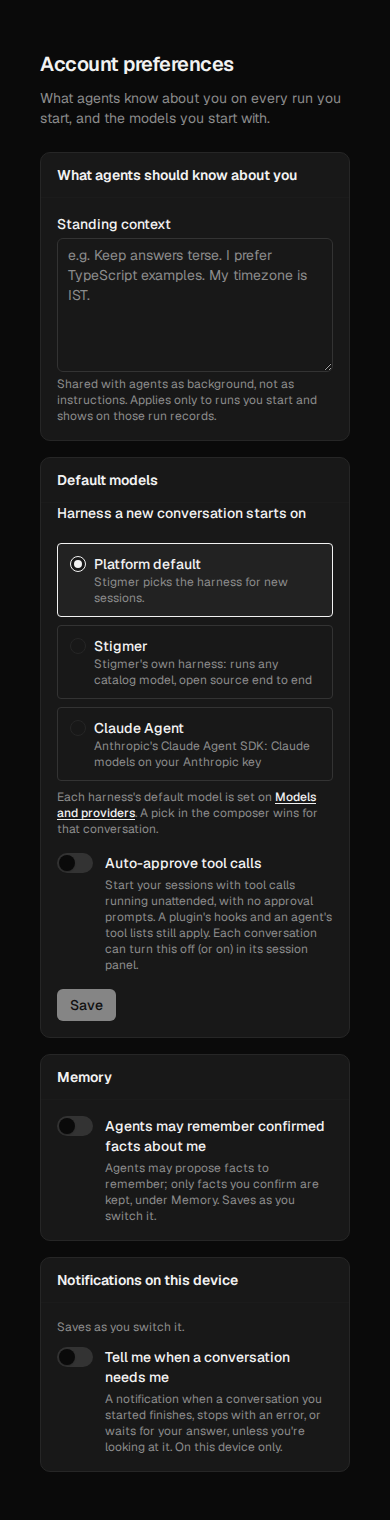 Account preferences
What agents know about you on every run you
start, and the models you start with.
What agents should know about you
Standing context
e.g. Keep answers terse. I prefer
TypeScript examples. My timezone is
IST.
Shared with agents as background, not as
instructions. Applies only to runs you start and
shows on those run records.
Default models
Harness a new conversation starts on
Platform default
Stigmer picks the harness for new
sessions.
Stigmer
Stigmer's own harness: runs any
catalog model, open source end to end
Claude Agent
Anthropic's Claude Agent SDK: Claude
models on your Anthropic key
Each harness's default model is set on Models
and providers. A pick in the composer wins for
that conversation.
Auto-approve tool calls
Start your sessions with tool calls
running unattended, with no approval
prompts. A plugin's hooks and an agent's
tool lists still apply. Each conversation
can turn this off (or on) in its session
panel.
Save
Memory
Agents may remember confirmed
facts about me
Agents may propose facts to
remember; only facts you confirm are
kept, under Memory. Saves as you
switch it.
Notifications on this device
Saves as you switch it.
Tell me when a conversation
needs me
A notification when a conversation you
started finishes, stops with an error, or
waits for your answer, unless you're
looking at it. On this device only.